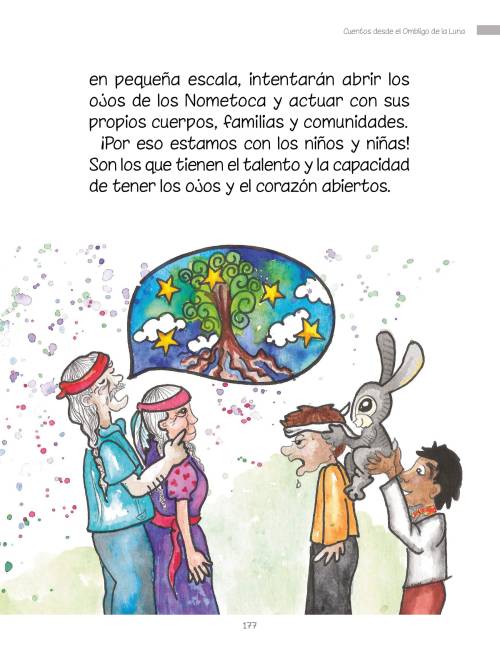 Cuentos desde el Ombligo de la Luna
en pequeña escala, intentarán abrir los
ojos de los Nometoca y actuar con sus
propios cuerpos, familias y comunidades.
¡Por eso estamos con los niños y niñas!
Son los que tienen el talento y la capacidad
de tener los ojos y el corazón abiertos.
177